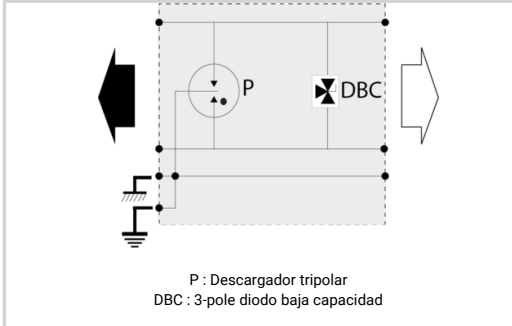 P
DBC
P : Descargador tripolar
DBC : 3-pole diodo baja capacidad